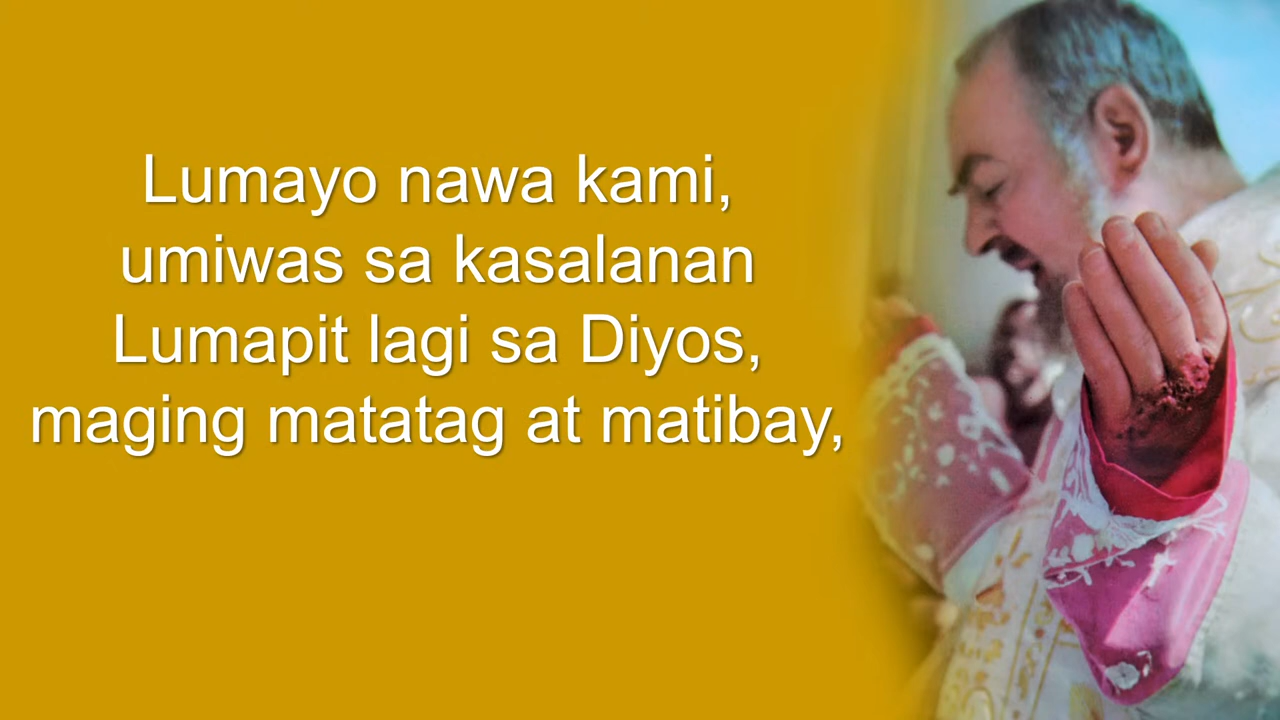 Lumayo nawa kami,
umiwas sa kasalanan
Lumapit lagi sa Diyos,
maging matatag at matibay,